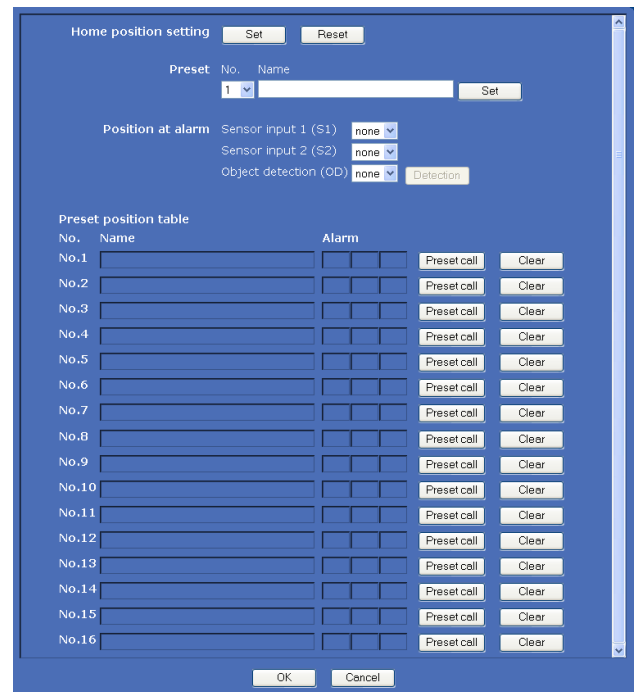 Home position setting Set Reset
Preset No. Name
1 Set
Position at alarm Sensor input 1 (S1) none
Sensor input 2 (S2) none
Object detection (OD) none Detection
Preset position table
No. Name Alarm
No.1 Preset call Clear
No.2 Preset call Clear
No.3 Preset call Clear
No.4 Preset call Clear
No.5 Preset call Clear
No.6 Preset call Clear
No.7 Preset call Clear
No.8 Preset call Clear
No.9 Preset call Clear
No.10 Preset call Clear
No.11 Preset call Clear
No.12 Preset call Clear
No.13 Preset call Clear
No.14 Preset call Clear
No.15 Preset call Clear
No.16 Preset call Clear
OK Cancel